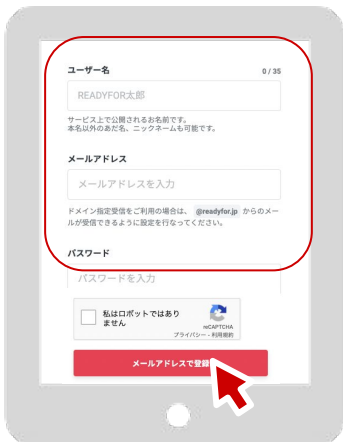 ユーザー名
0 / 35
READYFOR太郎
サービス上で公開されるお名前です。
本名以外のあだ名、ニックネームも可能です。
メールアドレス
メールアドレスを入力
ドメイン指定受信をご利用の場合は、 @readyfor.jp からのメー
ルが受信できるように設定を行なってください。
パスワード
パスワードを入力
私はロボットではあり
ません
reCAPTCHA
プライバシー - 利用規約
メールアドレスで登録